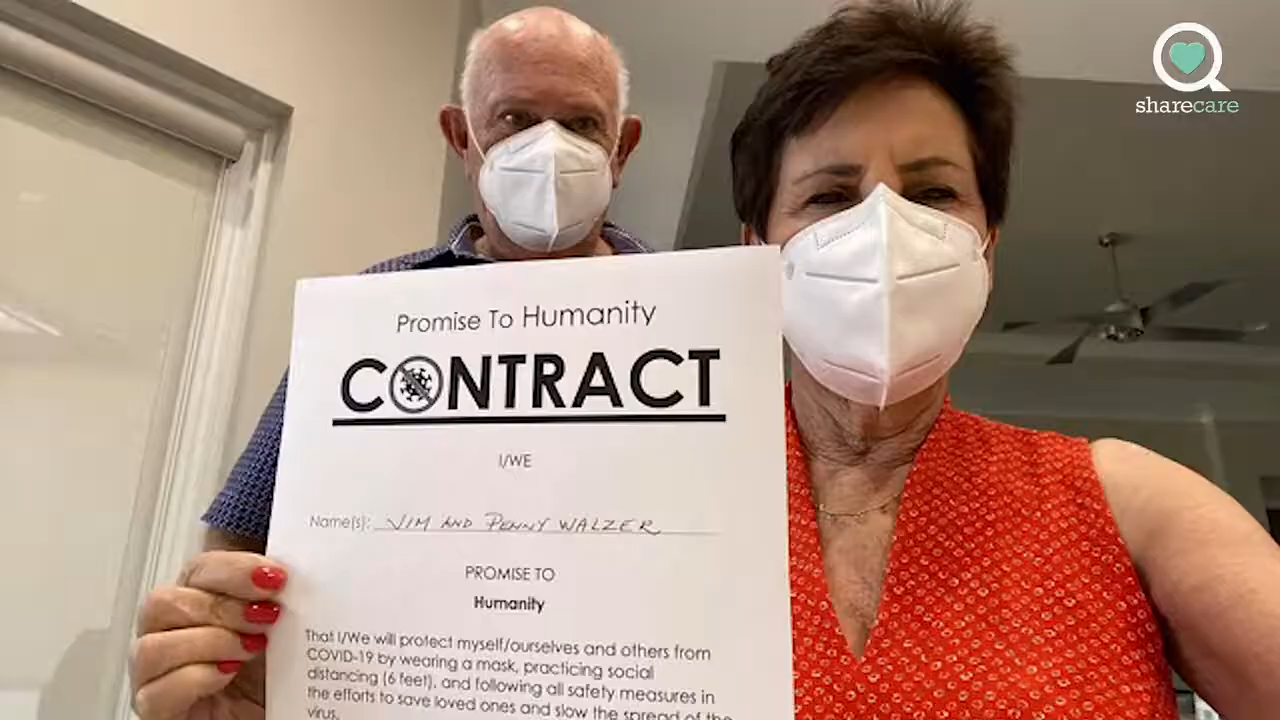 sharecare
Promise To Humanity
CONTRACT
I/WE
Name(s): JIM AND PENNY WALZER
PROMISE TO
Humanity
That I/We will protect myself/ourselves and others from
COVID-19 by wearing a mask, practicing social
distancing (6 feet), and following all safety measures in
the efforts to save loved ones and slow the spread of the
virus.